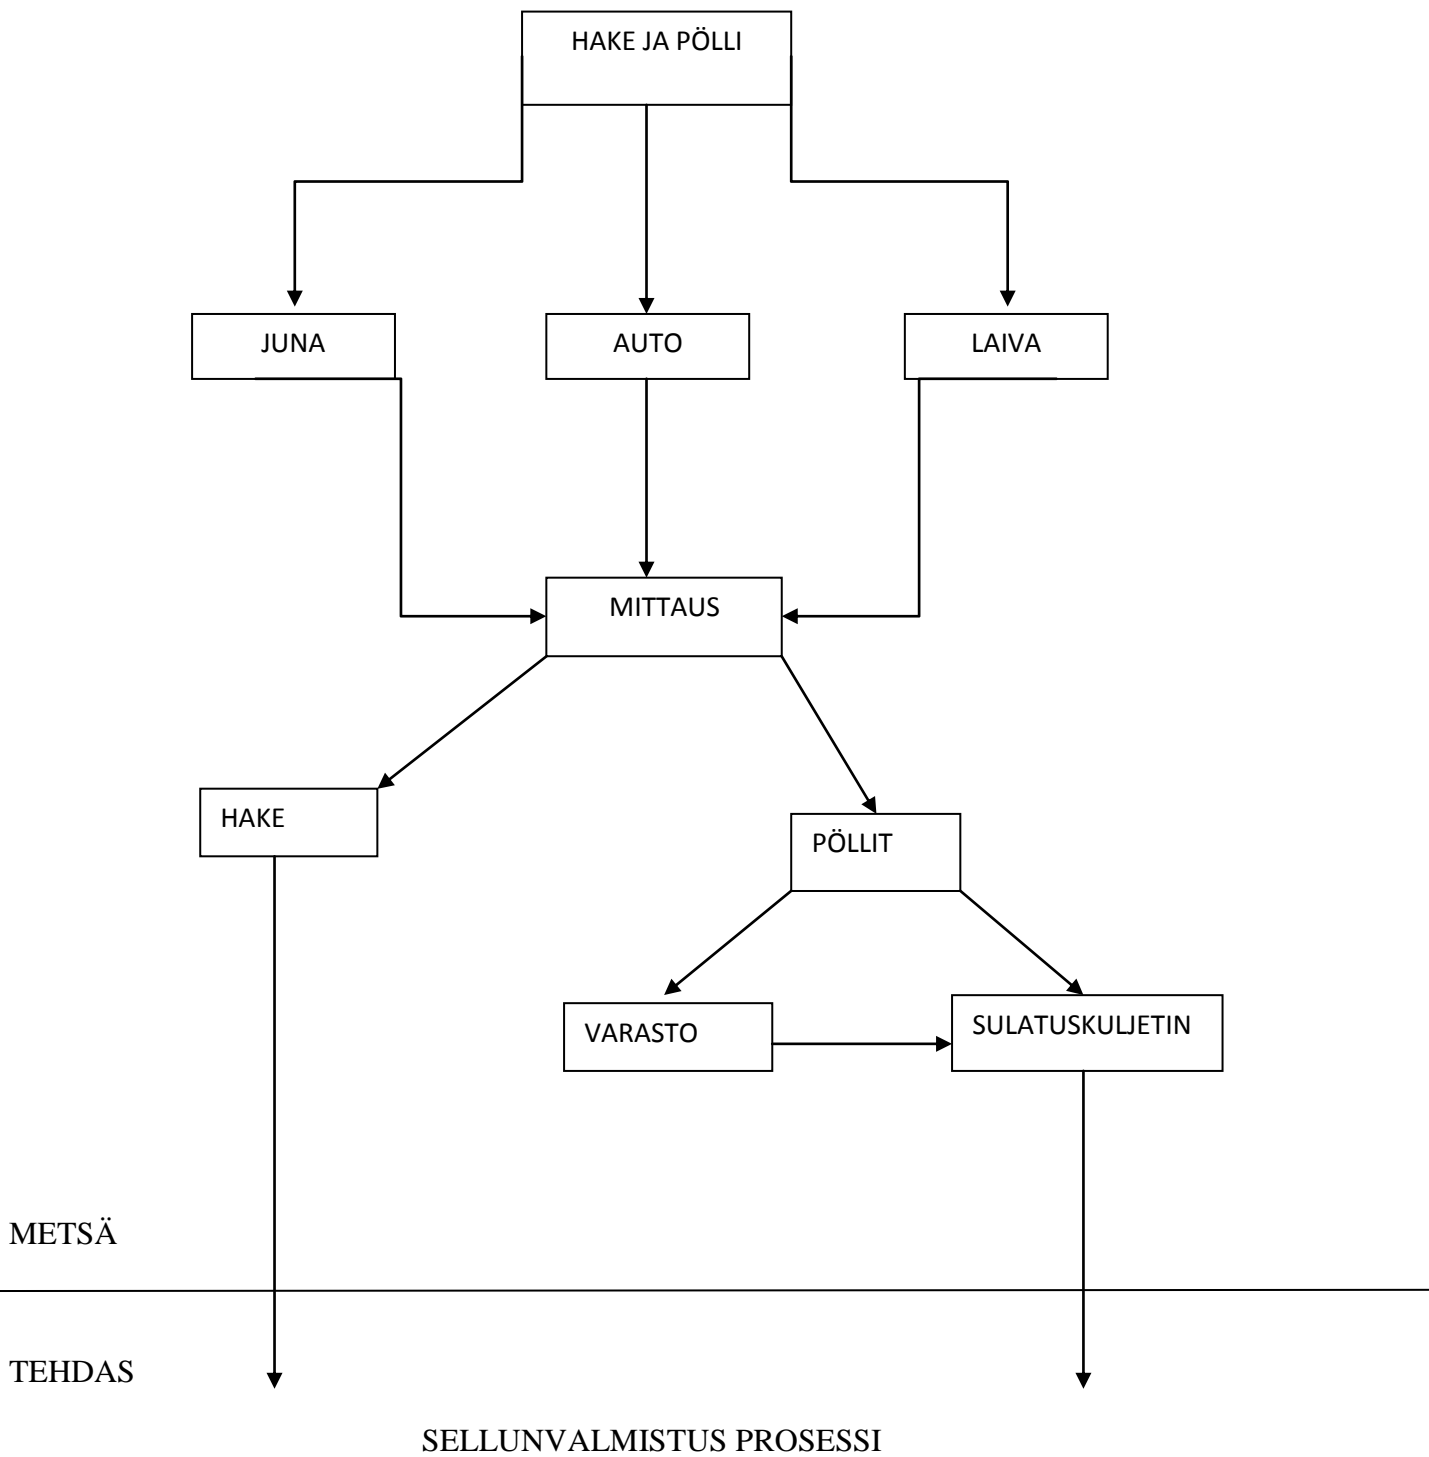 HAKE JA PÖLLI
JUNA
AUTO
LAIVA
MITTAUS
HAKE
PÖLLIT
VARASTO
SULATUSKULJETIN
METSÄ
TEHDAS
SELLUNVALMISTUS PROSESSI